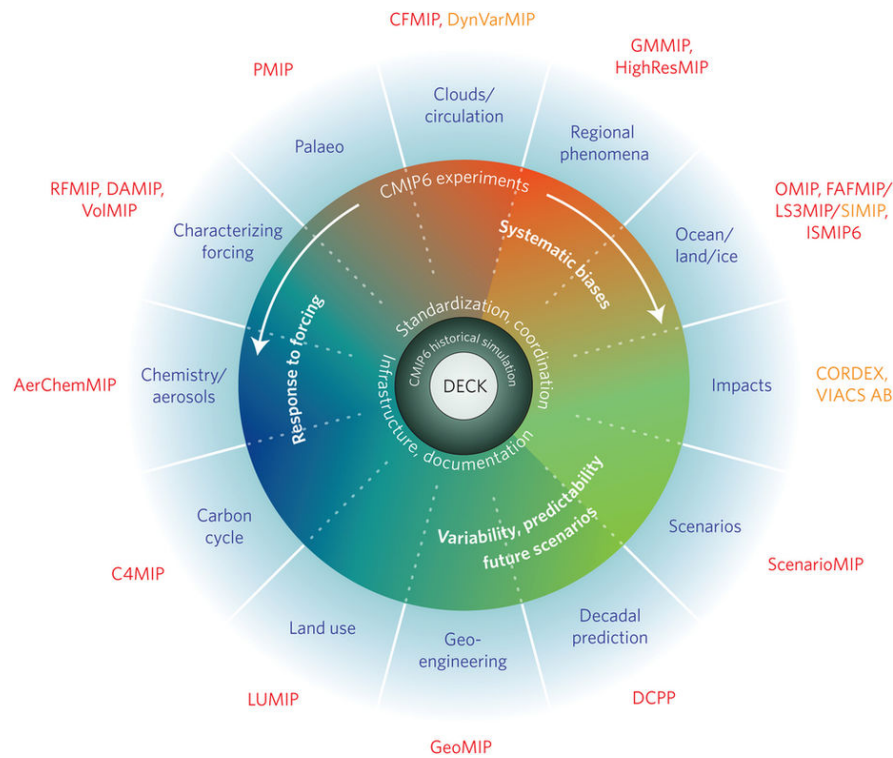 CFMIP, DynVarMIP
GMMIP,
HighResMIP
PMIP
Clouds/
circulation
Regional
phenomena
Palaeo
RFMIP, DAMIP,
VolMIP
OMIP, FAFMIP/
LS3MIP/SIMIP,
ISMIP6
Characterizing
forcing
CMIP6 experiments
Ocean/
land/ice
Systematic biases
Response to forcing
Standardization, coordination
Infrastructure, documentation
CMIP6 historical simulation
DECK
AerChemMIP
Chemistry/
aerosols
Impacts
CORDEX,
VIACS AB
Variability, predictability
future scenarios
Carbon
cycle
Scenarios
C4MIP
ScenarioMIP
Land use
Geo-
engineering
Decadal
prediction
LUMIP
DCPP
GeoMIP